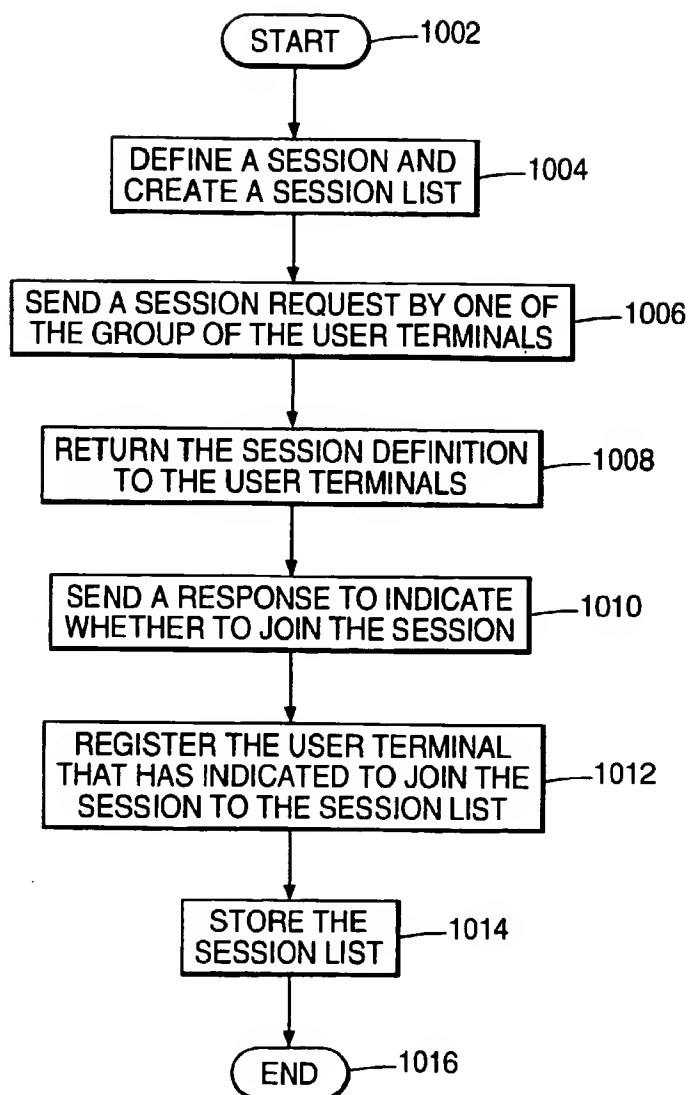 START
1002
DEFINE A SESSION AND
CREATE A SESSION LIST
1004
SEND A SESSION REQUEST BY ONE OF
THE GROUP OF THE USER TERMINALS
1006
RETURN THE SESSION DEFINITION
TO THE USER TERMINALS
1008
SEND A RESPONSE TO INDICATE
WHETHER TO JOIN THE SESSION
1010
REGISTER THE USER TERMINAL
THAT HAS INDICATED TO JOIN THE
SESSION TO THE SESSION LIST
1012
STORE THE
SESSION LIST
1014
END
1016